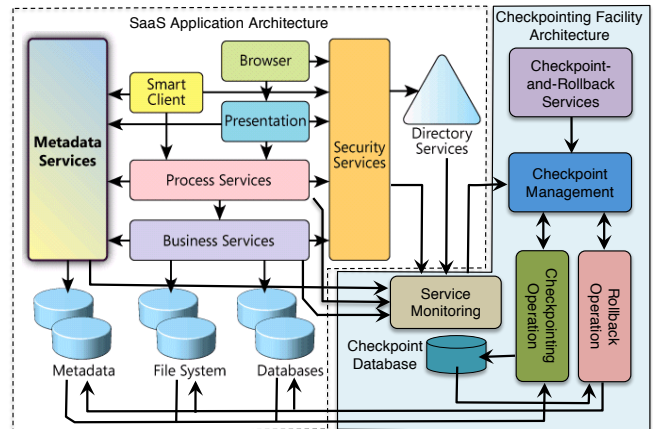 SaaS Application Architecture
Checkpointing Facility
Architecture
Browser
Smart
Client
Presentation
Metadata
Services
Process Services
Business Services
Security
Services
Directory
Services
Checkpoint-
and-Rollback
Services
Checkpoint
Management
Service
Monitoring
Checkpointing
Operation
Rollback
Operation
Checkpoint
Database
Metadata
File System
Databases